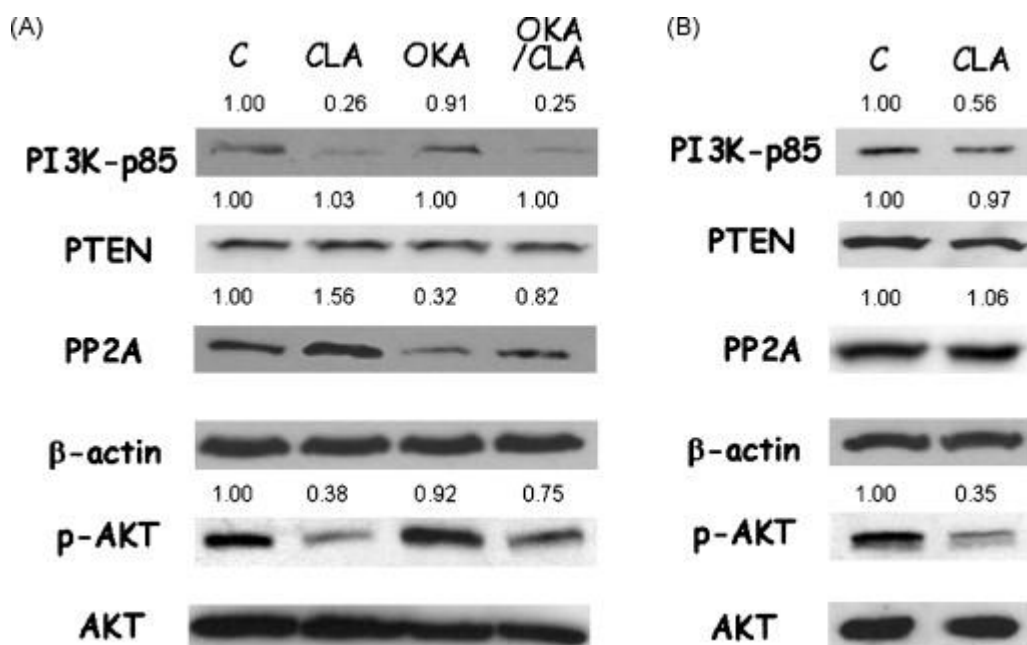 (A)
C CLA OKA OKA /CLA
1.00 0.26 0.91 0.25
PI3K-p85
1.00 1.03 1.00 1.00
PTEN
1.00 1.56 0.32 0.82
PP2A
β-actin
1.00 0.38 0.92 0.75
p-AKT
AKT
(B)
C CLA
1.00 0.56
PI3K-p85
1.00 0.97
PTEN
1.00 1.06
PP2A
β-actin
1.00 0.35
p-AKT
AKT